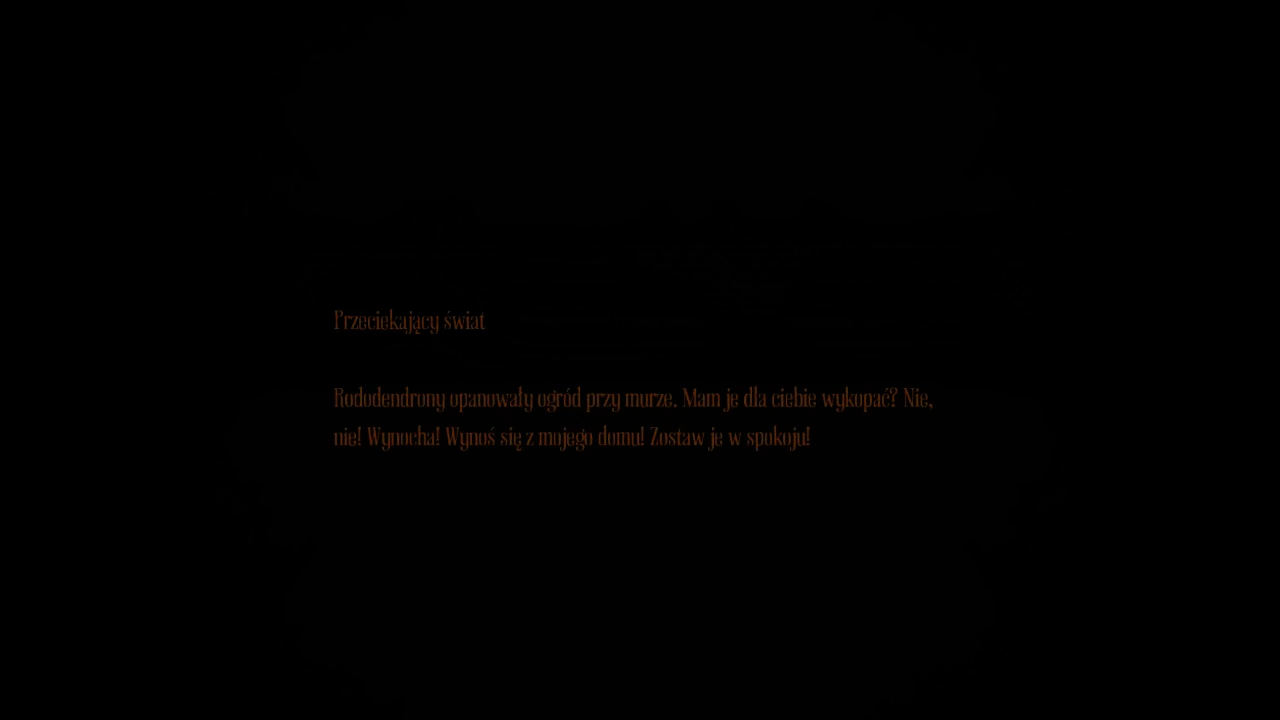 Przeciekający świat
Rododendrony opanowały ogród przy murze. Mam je dla ciebie wykopać? Nie,
nie! Wynocha! Wynoś się z mojego domu! Zostaw je w spokoju!